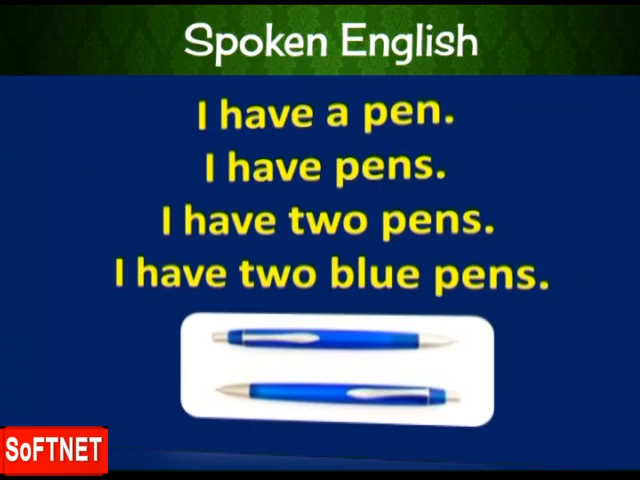 Spoken English
I have a pen.
I have pens.
I have two pens.
I have two blue pens.
SoFTNET